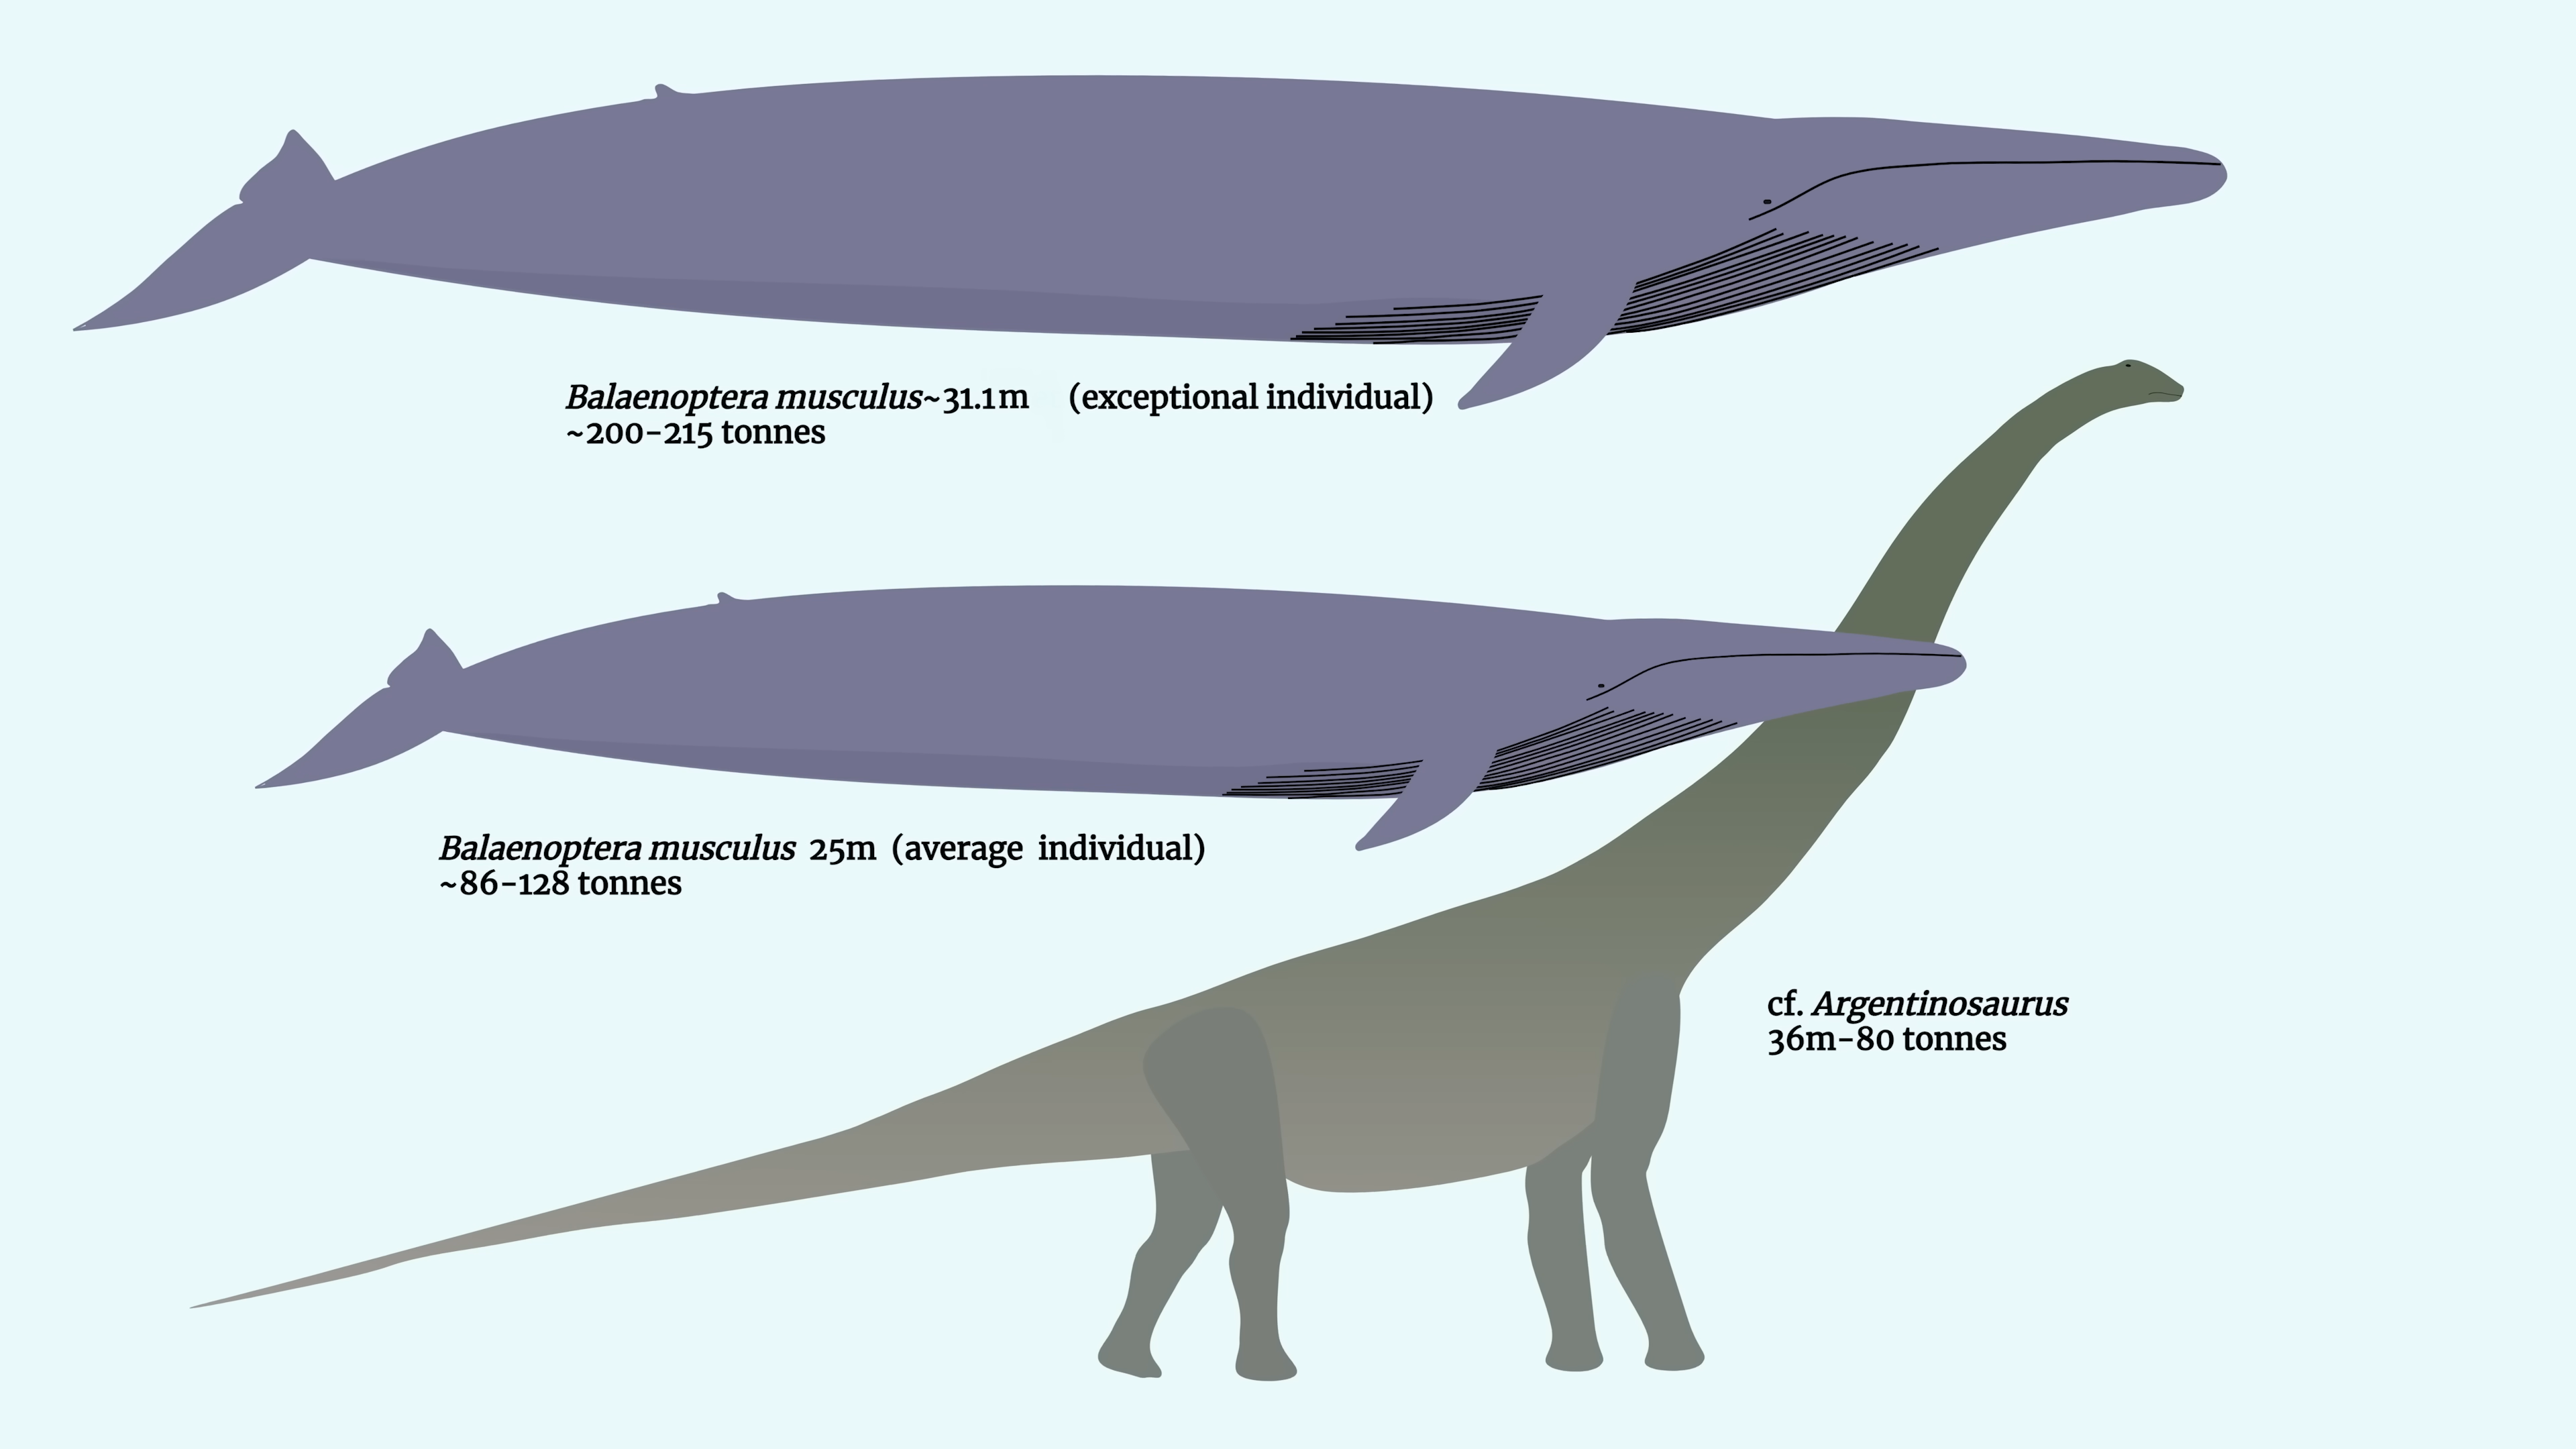 Balaenoptera musculus~31.1m (exceptional individual)
~200-215 tonnes
Balaenoptera musculus 25m (average individual)
~86-128 tonnes
cf. Argentinosaurus
36m-80 tonnes